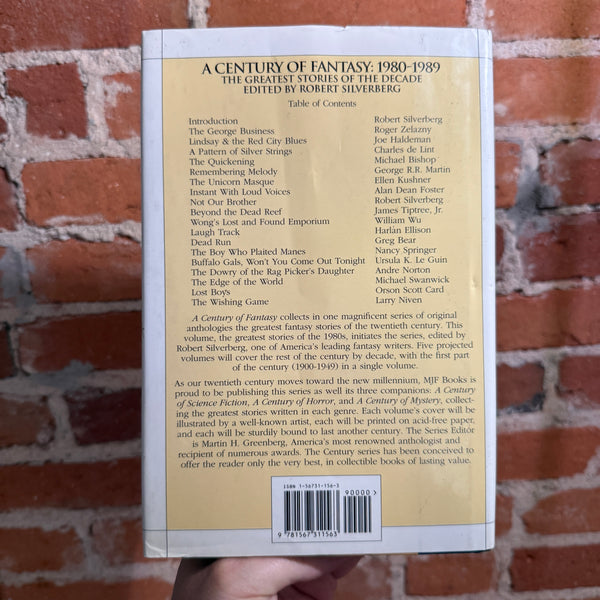 A CENTURY OF FANTASY: 1980-1989
THE GREATEST STORIES OF THE DECADE
EDITED BY ROBERT SILVERBERG
Table of Contents
Introduction Robert Silverberg
The George Business Roger Zelazny
Lindsay & the Red City Blues Joe Haldeman
A Pattern of Silver Strings Charles de Lint
The Quickening Michael Bishop
Remembering Melody George R.R. Martin
The Unicorn Masque Ellen Kushner
Instant With Loud Voices Alan Dean Foster
Not Our Brother Robert Silverberg
Beyond the Dead Reef James Tiptree, Jr.
Wong's Lost and Found Emporium William Wu
Laugh Track Harlan Ellison
Dead Run Greg Bear
The Boy Who Plaited Manes Nancy Springer
Buffalo Gals, Won't You Come Out Tonight Ursula K. Le Guin
The Dowry of the Rag Picker's Daughter Andre Norton
The Edge of the World Michael Swanwick
Lost Boys Orson Scott Card
The Wishing Game Larry Niven
A Century of Fantasy collects in one magnificent series of original
anthologies the greatest fantasy stories of the twentieth century. This
volume, the greatest stories of the 1980s, initiates the series, edited by
Robert Silverberg, one of America's leading fantasy writers. Five projected
volumes will cover the rest of the century by decade, with the first part
of the century (1900-1949) in a single volume.
As our twentieth century moves toward the new millennium, MJF Books is
proud to be publishing this series as well its three companions: A Century
of Science Fiction, A Century of Horror, and A Century of Mystery, collect-
ing the greatest stories written in each genre. Each volume's cover will be
illustrated by a well-known artist, each will be printed on acid-free paper,
and each will be sturdily bound to last another century. The Series Editor
is Martin H. Greenberg, America's most renowned anthologist and
recipient of numerous awards. The Century series has been conceived to
offer the reader only the very best, in collectible books of lasting value.
ISBN 1-56731-156-3
90000>
9 781567 311563